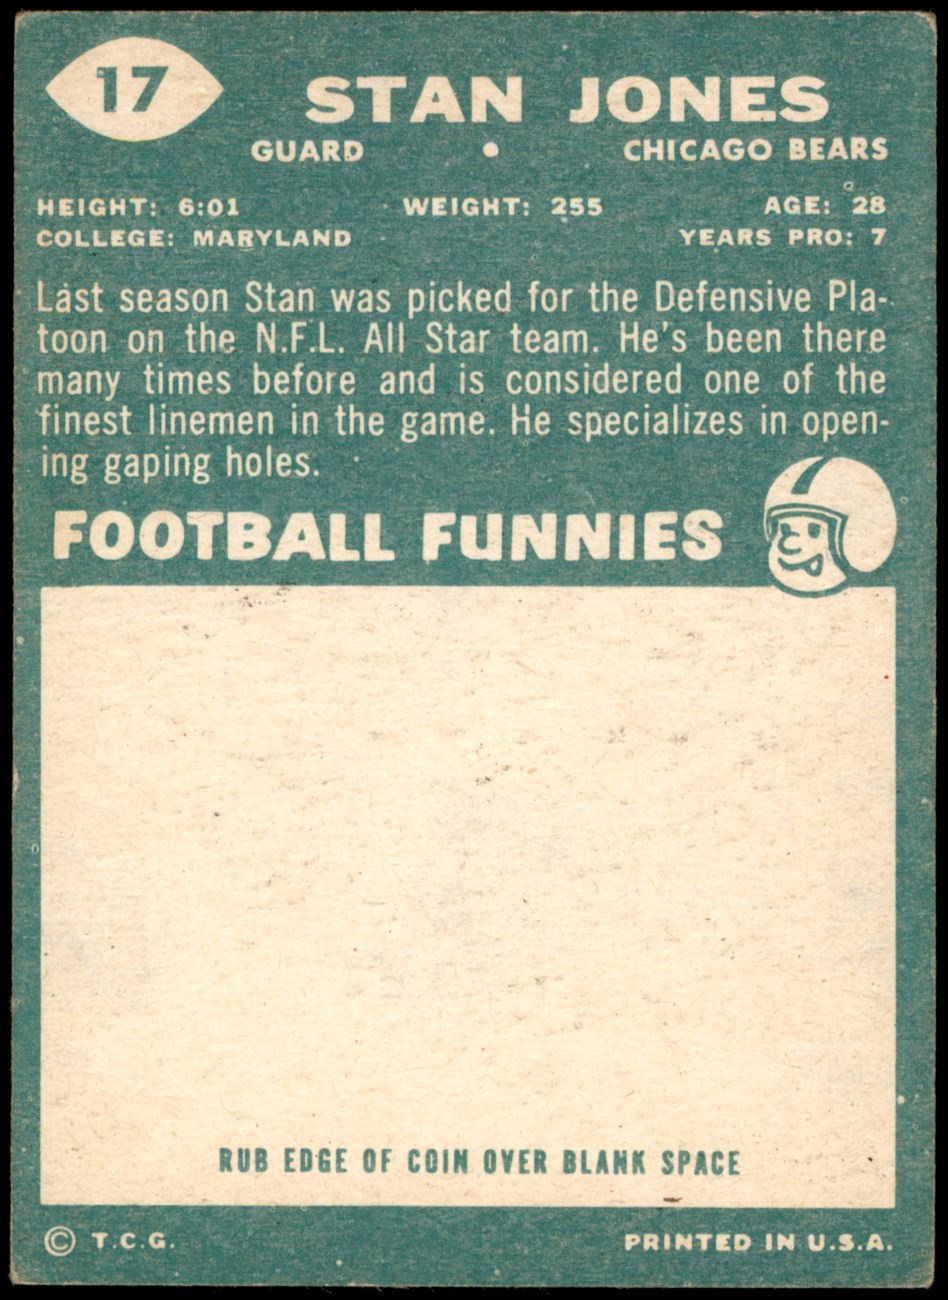 17
STAN JONES
GUARD • CHICAGO BEARS
HEIGHT: 6:01 WEIGHT: 255 AGE: 28
COLLEGE: MARYLAND YEARS PRO: 7
Last season Stan was picked for the Defensive Pla-
toon on the N.F.L. All Star team. He's been there
many times before and is considered one of the
finest linemen in the game. He specializes in open-
ing gaping holes.
FOOTBALL FUNNIES
RUB EDGE OF COIN OVER BLANK SPACE
© T.C.G. PRINTED IN U.S.A.